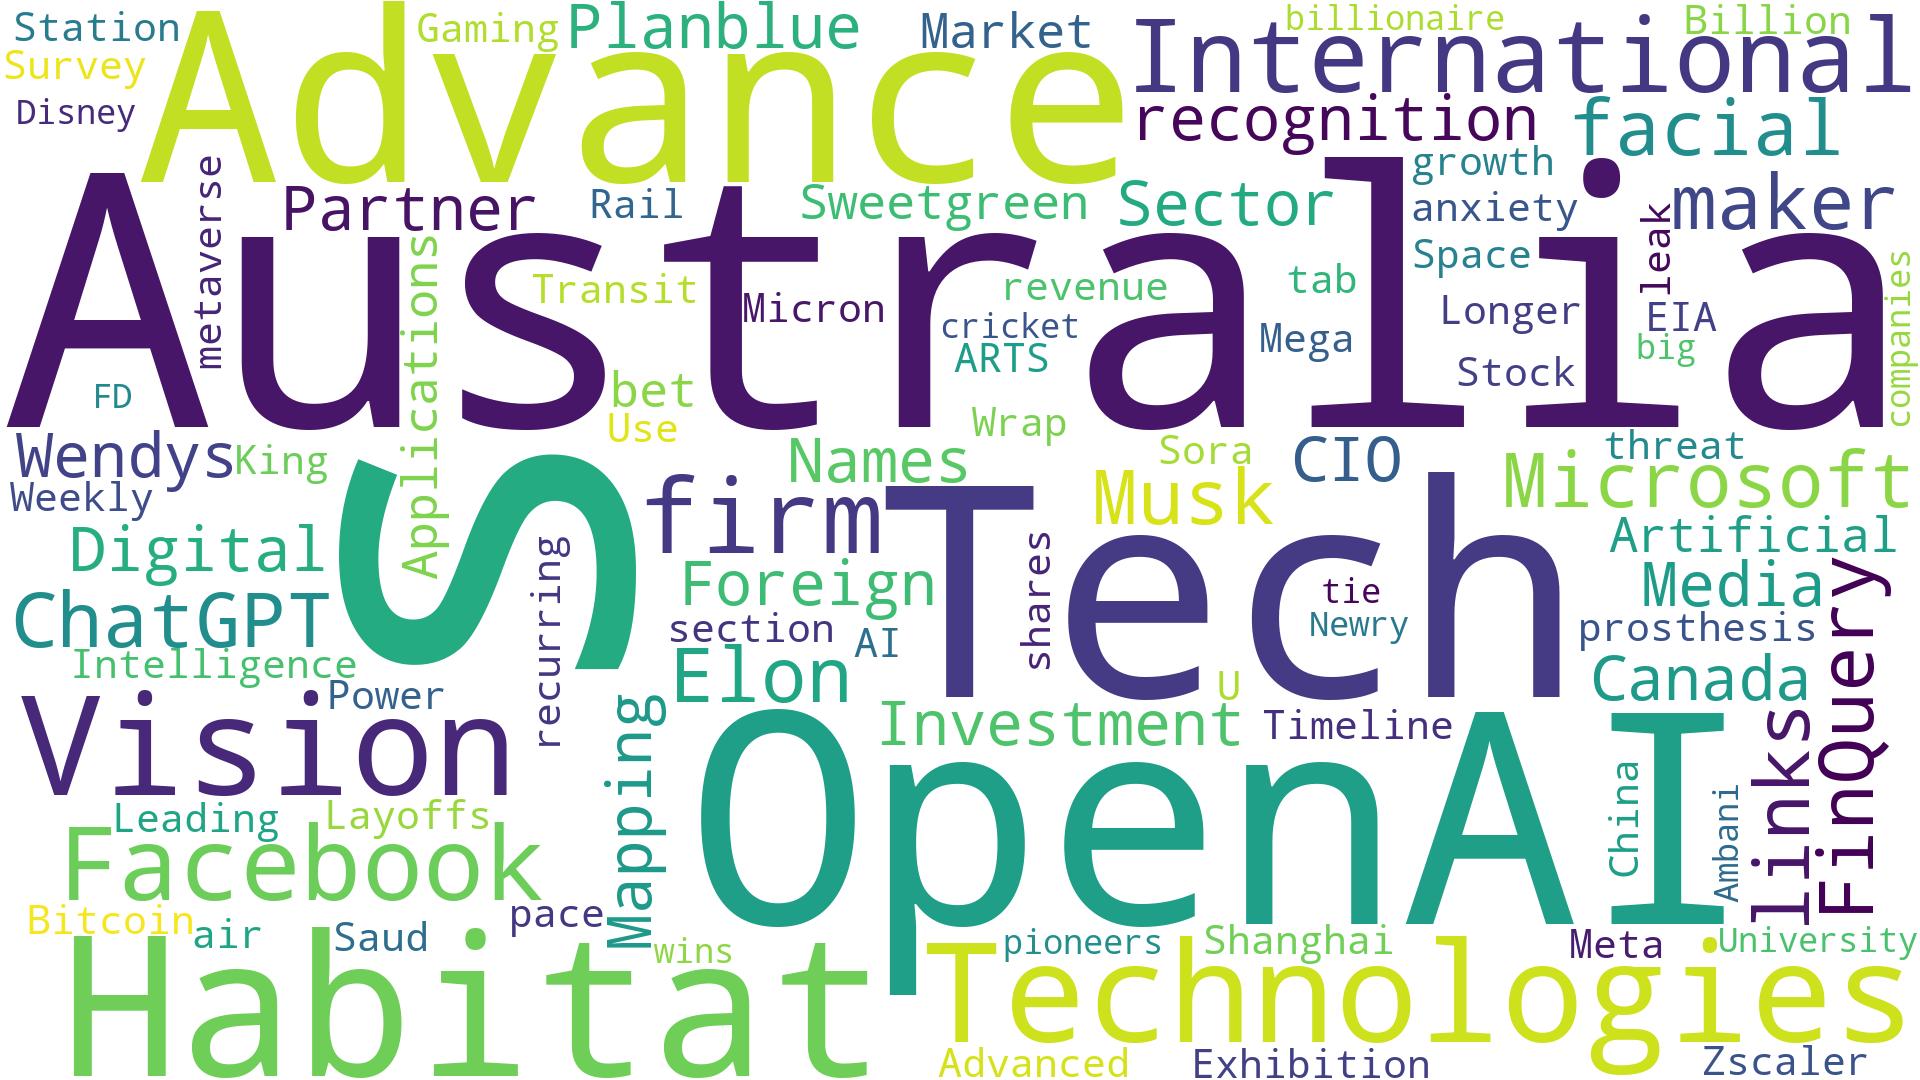 Station
Gaming
Planblue
Market
International
billionaire
Billion
Survey
Advance
Disney
recognition
facial
metaverse
Partner
Rail
Sweetgreen
Sector
growth
anxiety
maker
Australia
Applications
Transit
Micron
revenue
cricket
ARTS
tab
Mega
Space
leak
Longer
EIA
big
Stock
companies
FD
bet
Use
Wrap
Wendys
King
Weekly
Names
Sora
CIO
threat
Microsoft
S
firm
Tech
Musk
Digital
recurring
Foreign
shares
Artificial
Media
ChatGPT
section
AI
tie
Newry
prosthesis
FinQuery
Intelligence
Elon
U
Canada
Power
Vision
Mapping
Investment
Timeline
links
OpenAI
China
Ambani
Leading
Layoffs
Facebook
Bitcoin
air
Saud
pace
wins
Habitat
pioneers
Shanghai
Meta
University
Technologies
Advanced
Exhibition
Zscaler